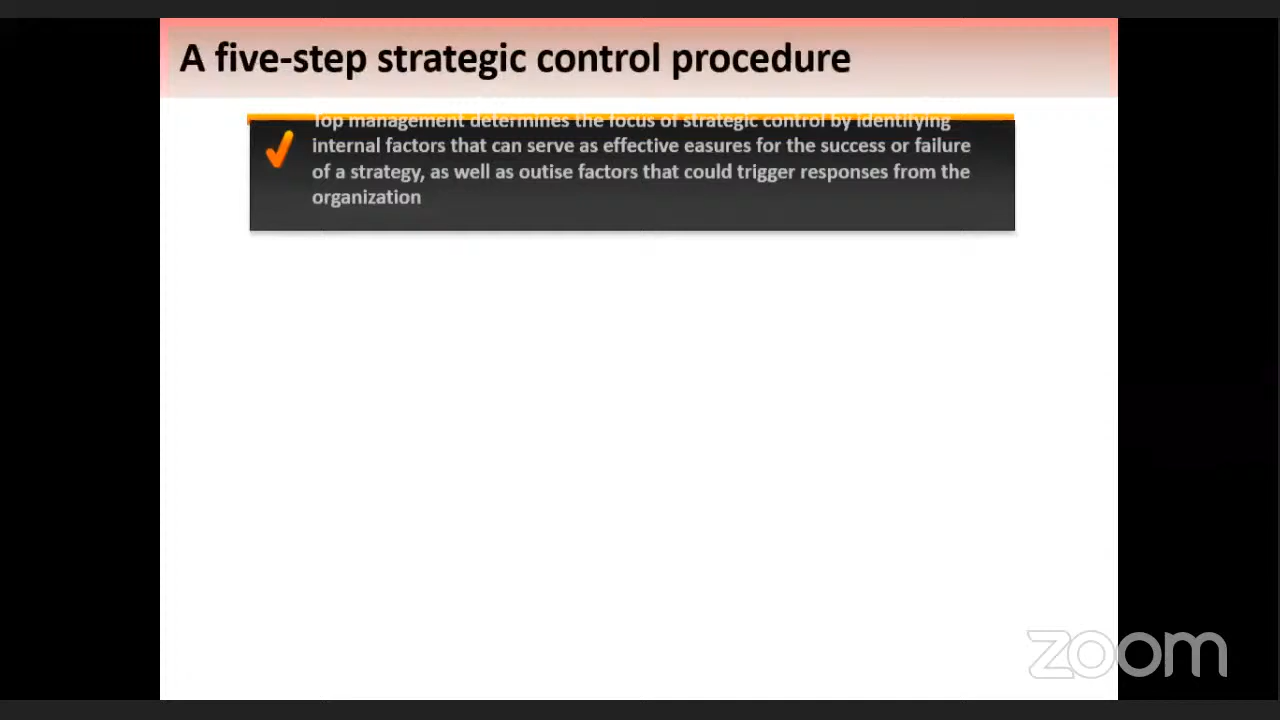 A five-step strategic control procedure
Top management determines the focus of strategic control by identifying
internal factors that can serve as effective easures for the success or failure
of a strategy, as well as outise factors that could trigger responses from the
organization
zoom